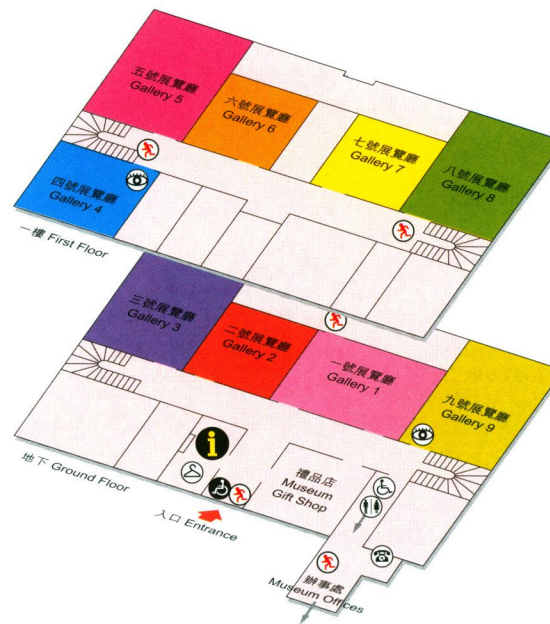 五號展覽廳
Gallery 5
六號展覽廳
Gallery 6
七號展覽廳
Gallery 7
八號展覽廳
Gallery 8
四號展覽廳
Gallery 4
一樓 First Floor
三號展覽廳
Gallery 3
二號展覽廳
Gallery 2
一號展覽廳
Gallery 1
九號展覽廳
Gallery 9
i
禮品店
Museum
Gift Shop
地下 Ground Floor
入口 Entrance
辦事處
Museum Offices